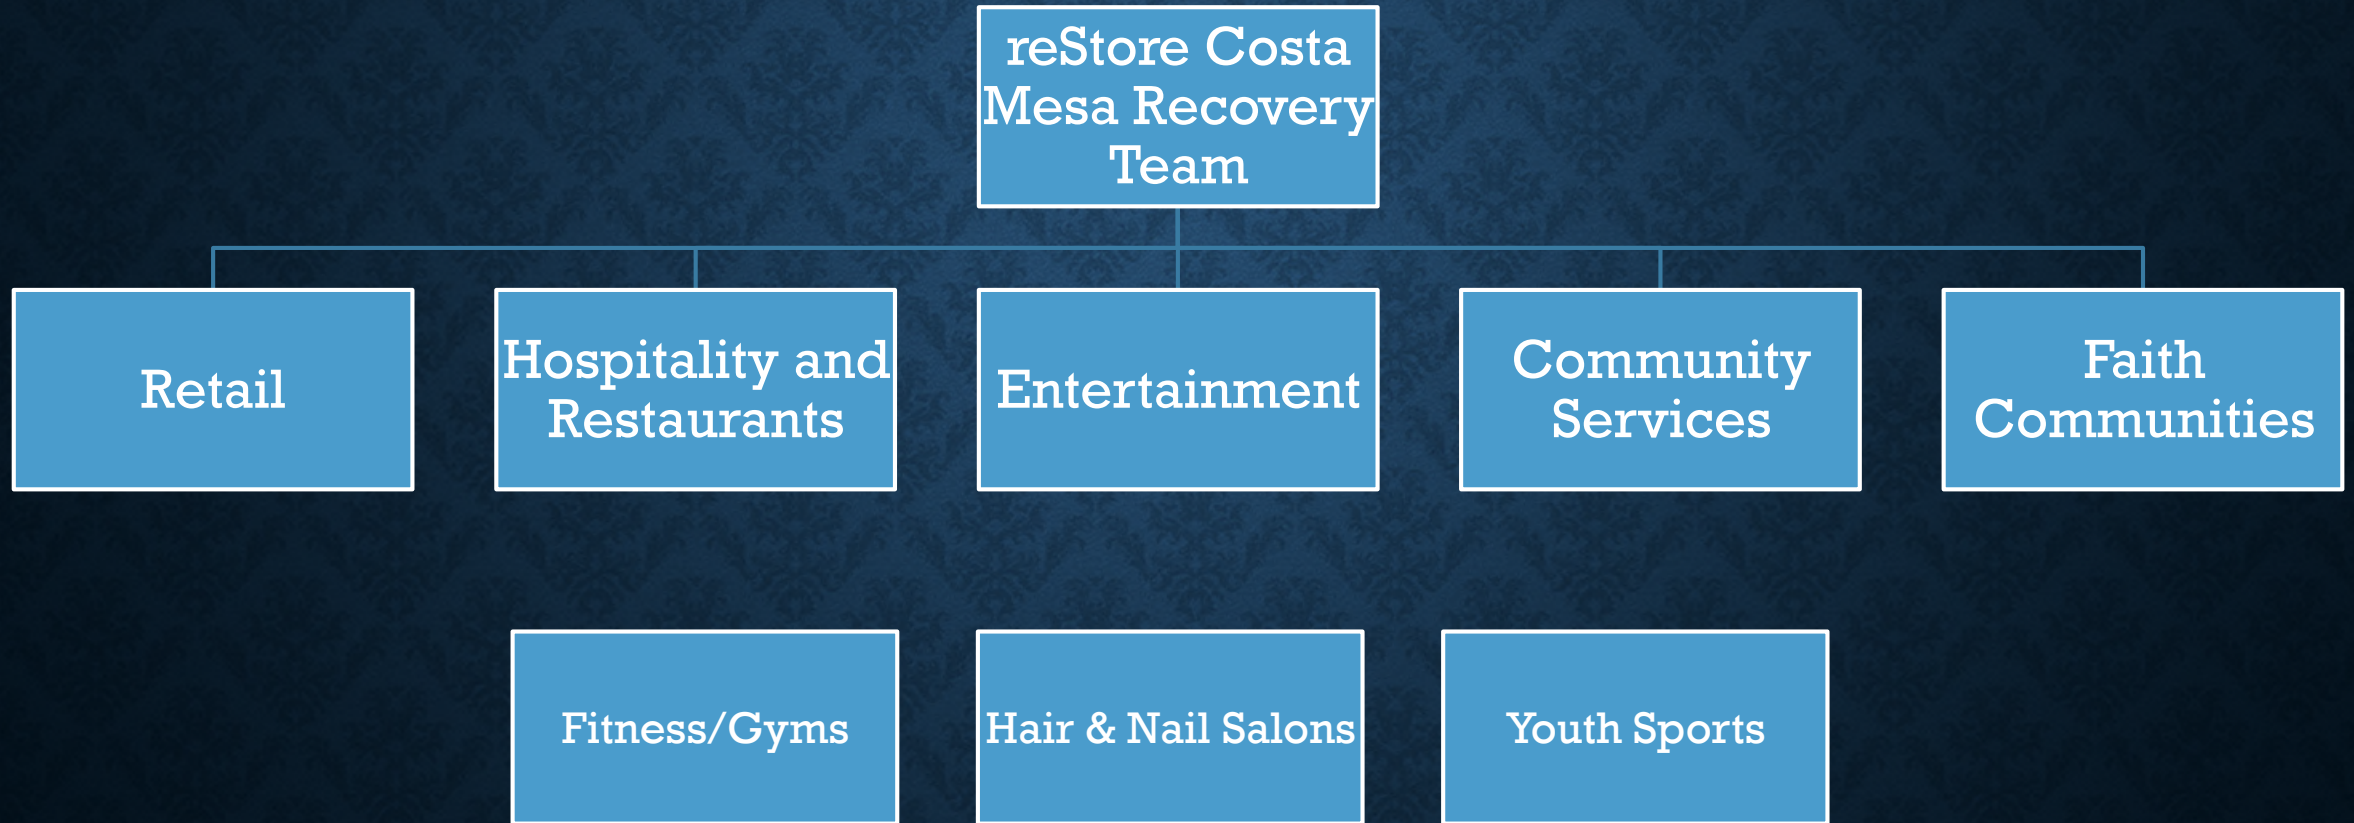 reStore Costa
Mesa Recovery
Team
Retail
Hospitality and
Restaurants
Entertainment
Community
Services
Faith
Communities
Fitness/Gyms
Hair & Nail Salons
Youth Sports